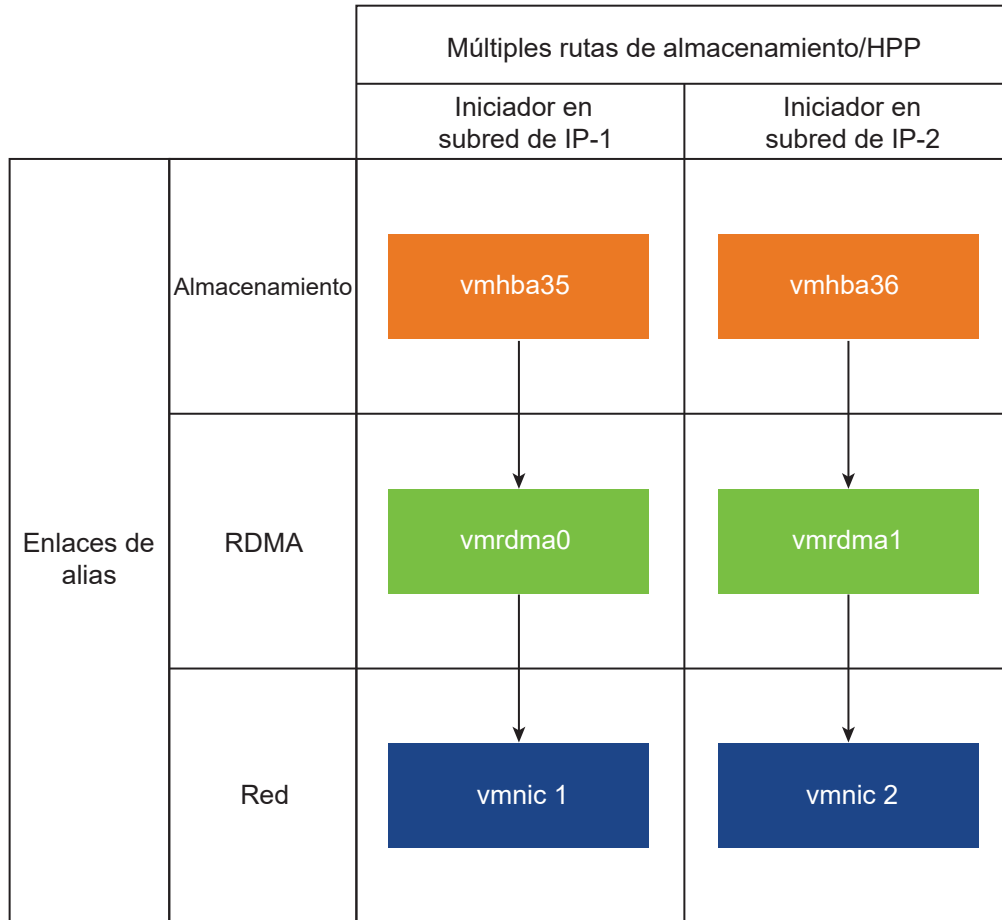 Múltiples rutas de almacenamiento/HPP
Iniciador en
subred de IP-1
Iniciador en
subred de IP-2
Enlaces de
alias
Almacenamiento
vmhba35
vmhba36
RDMA
vmrdma0
vmrdma1
Red
vmnic 1
vmnic 2